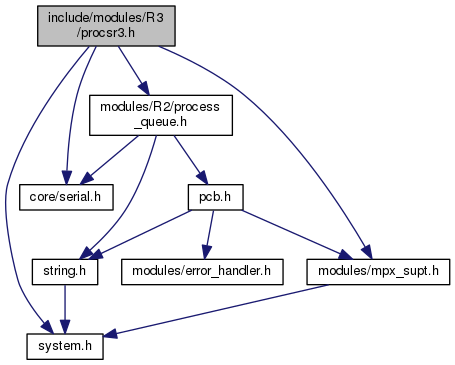 include/modules/R3
/procsr3.h
modules/R2/process
_queue.h
core/serial.h
pcb.h
string.h
modules/error_handler.h
modules/mpx_supt.h
system.h